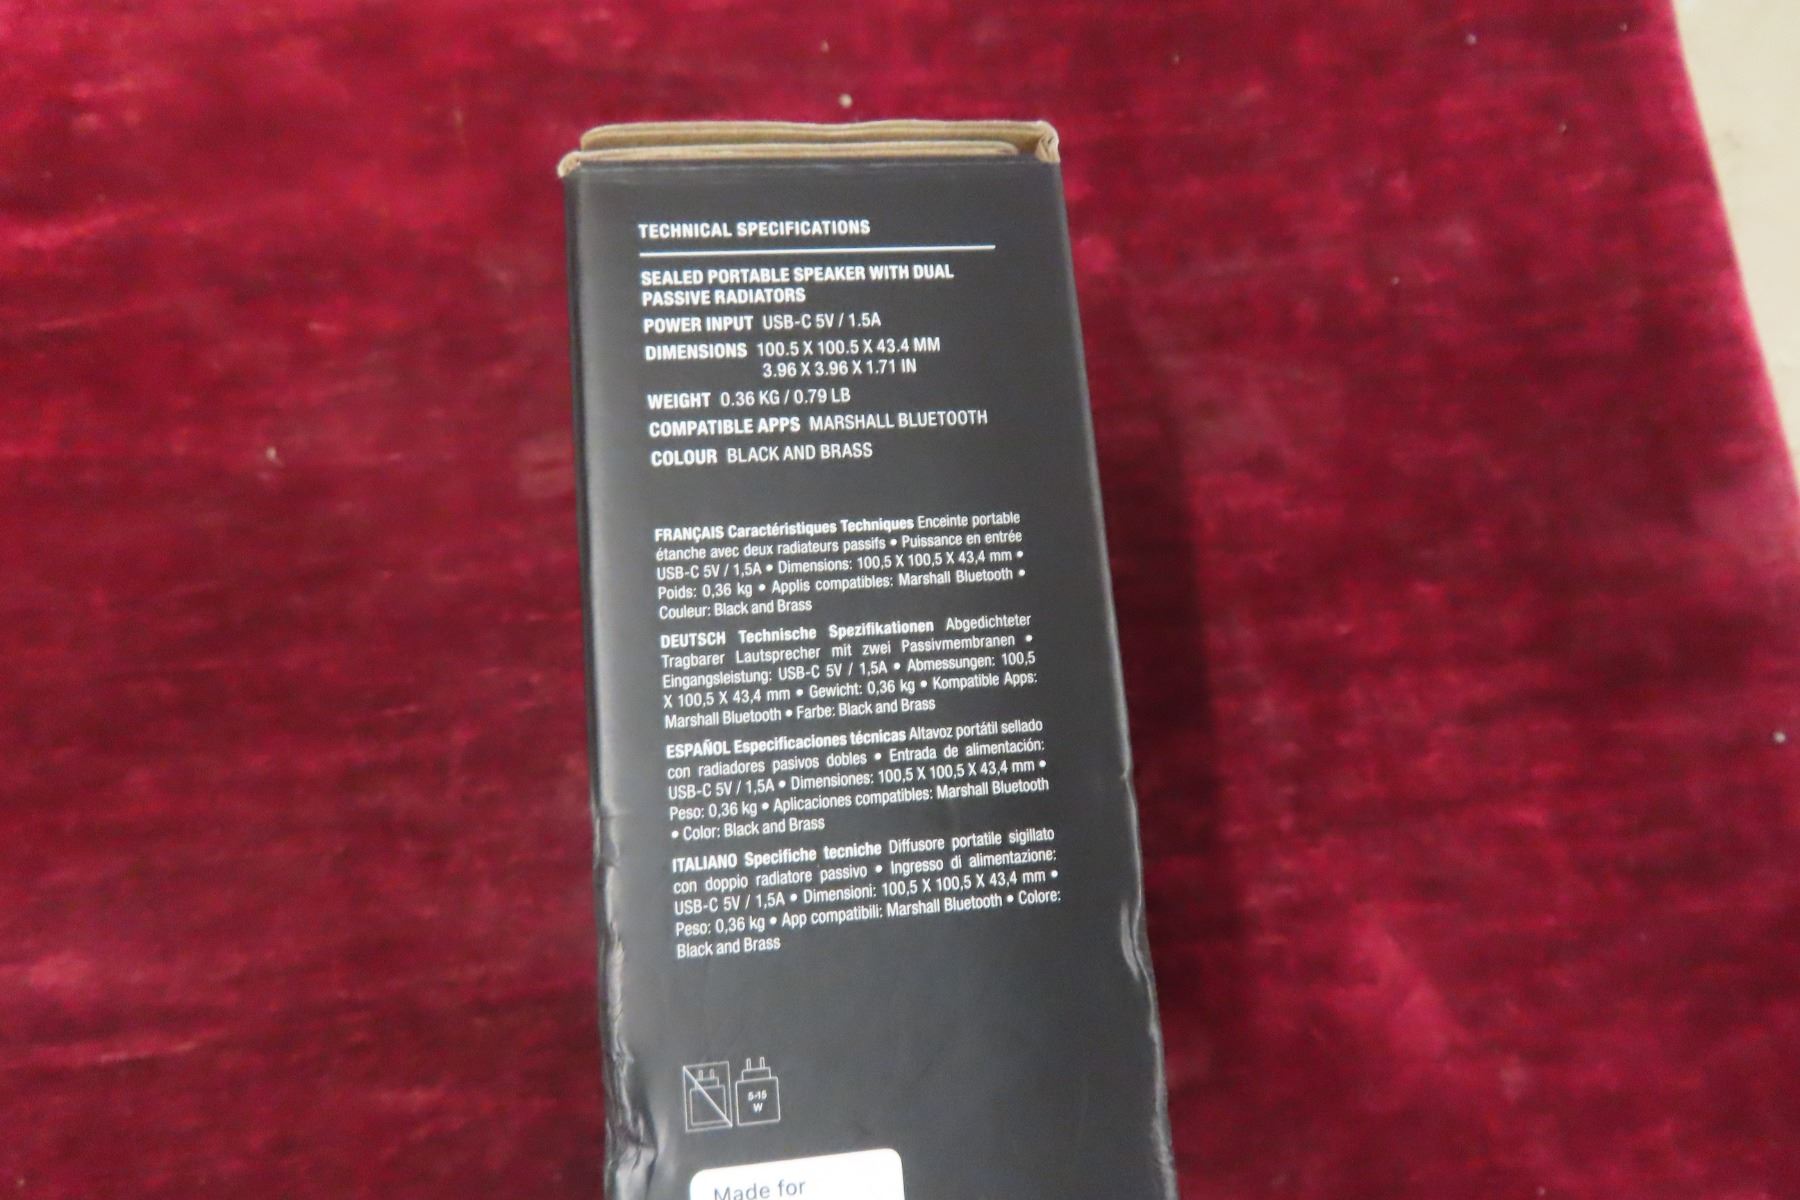 TECHNICAL SPECIFICATIONS
SEALED PORTABLE SPEAKER WITH DUAL
PASSIVE RADIATORS
POWER INPUT USB-C 5V / 1.5A
DIMENSIONS 100.5 X 100.5 X 43.4 MM
3.96 X 3.96 X 1.71 IN
WEIGHT 0.36 KG / 0.79 LB
COMPATIBLE APPS MARSHALL BLUETOOTH
COLOUR BLACK AND BRASS
FRANÇAIS Caractéristiques Techniques Enceinte portable
étanche avec deux radiateurs passifs • Puissance en entrée
USB-C 5V / 1,5A • Dimensions: 100,5 X 100,5 X 43,4 mm •
Poids: 0,36 kg • Applis compatibles: Marshall Bluetooth •
Couleur: Black and Brass
DEUTSCH Technische Spezifikationen Abgedichteter
Tragbarer Lautsprecher mit zwei Passivmembranen •
Eingangsleistung: USB-C 5V / 1,5A • Abmessungen: 100,5
X 100,5 X 43,4 mm • Gewicht: 0,36 kg • Kompatible Apps:
Marshall Bluetooth • Farbe: Black and Brass
ESPAÑOL Especificaciones técnicas Altavoz portátil sellado
con radiadores pasivos dobles • Entrada de alimentación:
USB-C 5V / 1,5A • Dimensiones: 100,5 X 100,5 X 43,4 mm •
Peso: 0,36 kg • Aplicaciones compatibles: Marshall Bluetooth
• Color: Black and Brass
ITALIANO Specifiche tecniche Diffusore portatile sigillato
con doppio radiatore passivo • Ingresso di alimentazione:
USB-C 5V / 1,5A • Dimensioni: 100,5 X 100,5 X 43,4 mm •
Peso: 0,36 kg • App compatibili: Marshall Bluetooth • Colore:
Black and Brass
5-15
W
Made for